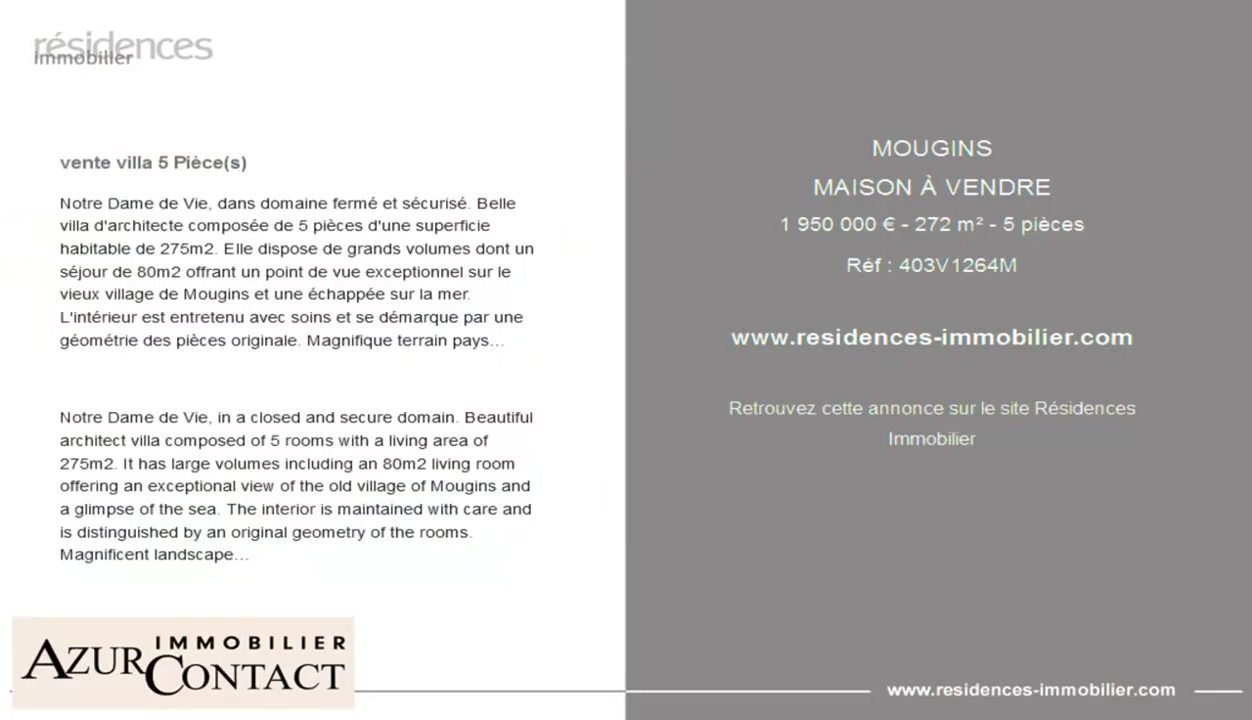 résidences
Immobilier
vente villa 5 Pièce(s)
Notre Dame de Vie, dans domaine fermé et sécurisé. Belle
villa d'architecte composée de 5 pièces d'une superficie
habitable de 275m2. Elle dispose de grands volumes dont un
séjour de 80m2 offrant un point de vue exceptionnel sur le
vieux village de Mougins et une échappée sur la mer.
L'intérieur est entretenu avec soins et se démarque par une
géométrie des pièces originale. Magnifique terrain pays...
Notre Dame de Vie, in a closed and secure domain. Beautiful
architect villa composed of 5 rooms with a living area of
275m2. It has large volumes including an 80m2 living room
offering an exceptional view of the old village of Mougins and
a glimpse of the sea. The interior is maintained with care and
is distinguished by an original geometry of the rooms.
Magnificent landscape...
IMMOBILIER
AZUR CONTACT
MOUGINS
MAISON À VENDRE
1 950 000 € - 272 m² - 5 pièces
Réf : 403V1264M
www.residences-immobilier.com
Retrouvez cette annonce sur le site Résidences
Immobilier
www.residences-immobilier.com